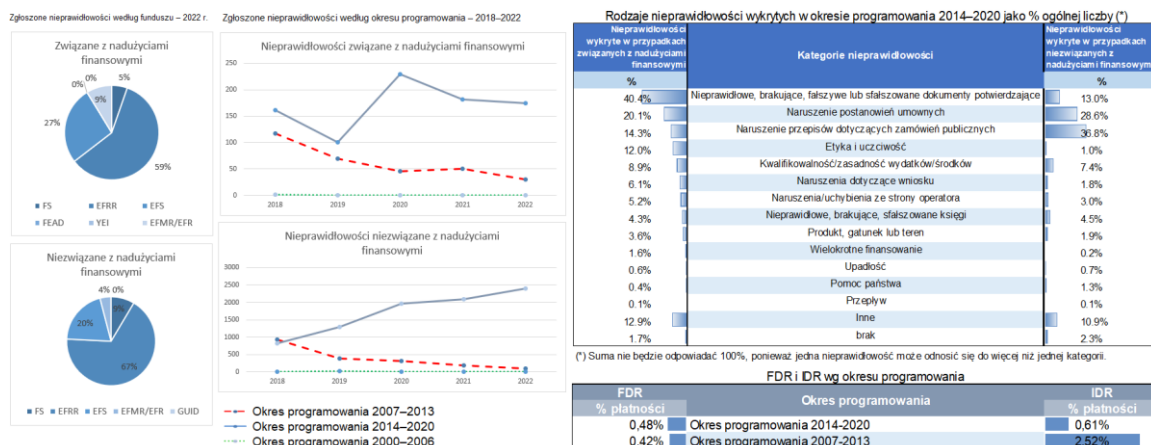 Zgłoszone nieprawidłowości według funduszu – 2022 r.
Związane z nadużyciami
finansowymi
0%
5%
0%
9%
27%
59%
FS
EFRR
EFS
FEAD
YEI
EFMR/EFR
Niezwiązane z nadużyciami
finansowymi
4%
0%
9%
20%
67%
FS
EFRR
EFS
EFMR/EFR
GUID
Zgłoszone nieprawidłowości według okresu programowania – 2018–2022
Nieprawidłowości związane z nadużyciami
finansowymi
250
200
150
100
50
0
2018
2019
2020
2021
2022
Nieprawidłowości niezwiązane z nadużyciami
finansowymi
3000
2500
2000
1500
1000
500
0
2018
2019
2020
2021
2022
Okres programowania 2007–2013
Okres programowania 2014–2020
Okres programowania 2000–2006
Rodzaje nieprawidłowości wykrytych w okresie programowania 2014–2020 jako % ogólnej liczby (*)
Nieprawidłowości
wykryte w przypadkach
związanych z nadużyciami
finansowymi
Kategorie nieprawidłowości
Nieprawidłowości
wykryte w przypadkach
niezwiązanych z
nadużyciami finansowym
%
%
40.4% Nieprawidłowe, brakujące, fałszywe lub sfałszowane dokumenty potwierdzające 13.0%
20.1% Naruszenie postanowień umownych 28.6%
14.3% Naruszenie przepisów dotyczących zamówień publicznych 36.8%
12.0% Etyka i uczciwość 1.0%
8.9% Kwalifikowalność/zasadność wydatków/środków 7.4%
6.1% Naruszenia dotyczące wniosku 1.8%
5.2% Naruszenia/uchybienia ze strony operatora 3.0%
4.3% Nieprawidłowe, brakujące, sfałszowane księgi 4.5%
3.6% Produkt, gatunek lub teren 1.9%
1.6% Wielokrotne finansowanie 0.2%
0.6% Upadłość 0.7%
0.4% Pomoc państwa 1.3%
0.1% Przepływ 0.1%
12.9% Inne 10.9%
1.7% brak 2.3%
(*) Suma nie będzie odpowiadać 100%, ponieważ jedna nieprawidłowość może odnosić się do więcej niż jednej kategorii.
FDR i IDR wg okresu programowania
FDR
Okres programowania
IDR
% płatności
% płatności
0,48% Okres programowania 2014-2020 0,61%
0,42% Okres programowania 2007-2013 2,52%